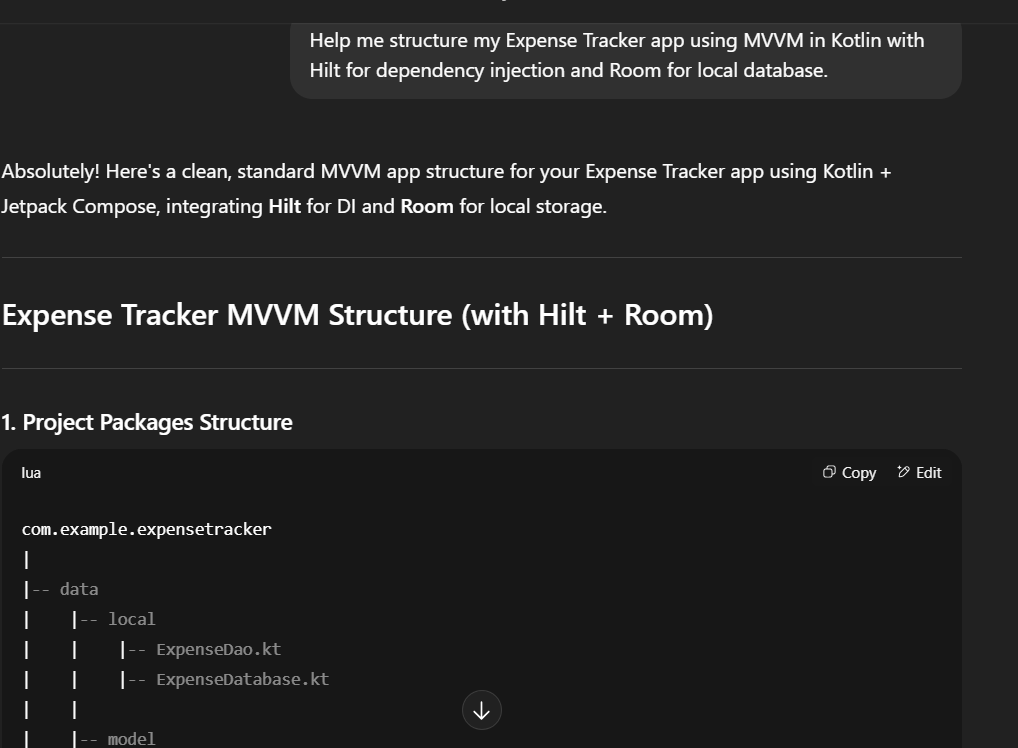 Help me structure my Expense Tracker app using MVVM in Kotlin with
Hilt for dependency injection and Room for local database.
Absolutely! Here's a clean, standard MVVM app structure for your Expense Tracker app using Kotlin +
Jetpack Compose, integrating Hilt for DI and Room for local storage.
Expense Tracker MVVM Structure (with Hilt + Room)
1. Project Packages Structure
lua Copy Edit
com.example.expensetracker
|
|-- data
|    |-- local
|    |    |-- ExpenseDao.kt
|    |    |-- ExpenseDatabase.kt
|    |
|    |-- model